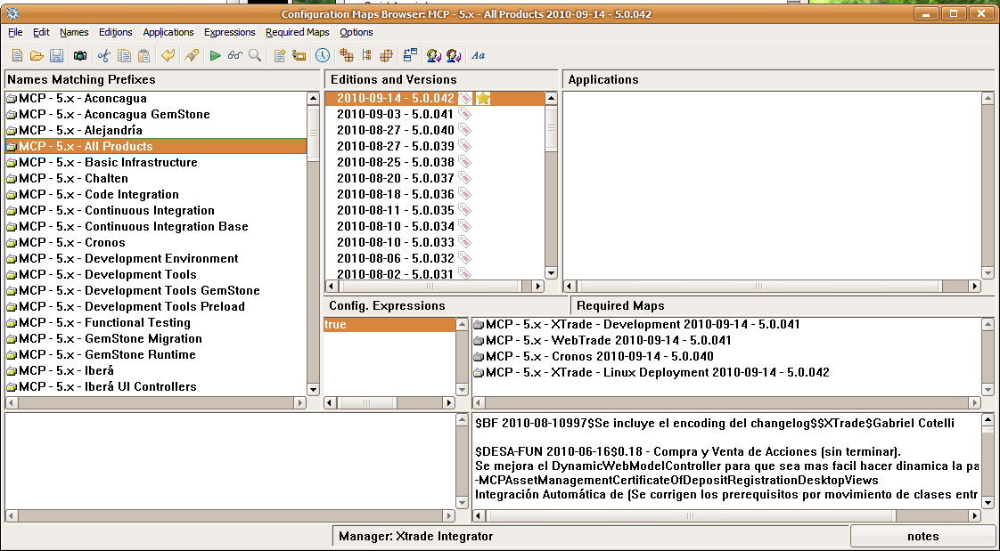 Configuration Maps Browser: MCP - 5.x - All Products 2010-09-14 - 5.0.042
File Edit Names Editions Applications Expressions Required Maps Options
Aa
Names Matching Prefixes
MCP - 5.x - Aconcagua
MCP - 5.x - Aconcagua GemStone
MCP - 5.x - Alejandría
MCP - 5.x - All Products
MCP - 5.x - Basic Infrastructure
MCP - 5.x - Chalten
MCP - 5.x - Code Integration
MCP - 5.x - Continuous Integration
MCP - 5.x - Continuous Integration Base
MCP - 5.x - Cronos
MCP - 5.x - Development Environment
MCP - 5.x - Development Tools
MCP - 5.x - Development Tools GemStone
MCP - 5.x - Development Tools Preload
MCP - 5.x - Functional Testing
MCP - 5.x - GemStone Migration
MCP - 5.x - GemStone Runtime
MCP - 5.x - Iberá
MCP - 5.x - Iberá UI Controllers
Editions and Versions
2010-09-14 - 5.0.042
2010-09-03 - 5.0.041
2010-08-27 - 5.0.040
2010-08-27 - 5.0.039
2010-08-25 - 5.0.038
2010-08-20 - 5.0.037
2010-08-18 - 5.0.036
2010-08-11 - 5.0.035
2010-08-10 - 5.0.034
2010-08-10 - 5.0.033
2010-08-06 - 5.0.032
2010-08-02 - 5.0.031
Applications
Config. Expressions
true
Required Maps
MCP - 5.x - XTrade - Development 2010-09-14 - 5.0.041
MCP - 5.x - WebTrade 2010-09-14 - 5.0.041
MCP - 5.x - Cronos 2010-09-14 - 5.0.040
MCP - 5.x - XTrade - Linux Deployment 2010-09-14 - 5.0.042
$BF 2010-08-10997$Se incluye el encoding del changelog$$XTrade$Gabriel Cotelli
$DESA-FUN 2010-06-16$0.18 - Compra y Venta de Acciones (sin terminar).
Se mejora el DynamicWebModelController para que sea mas facil hacer dinamica la pa
-MCPAssetManagementCertificateOfDepositRegistrationDesktopViews
Integración Automática de (Se corrigen los prerequisitos por movimiento de clases entr
Manager: Xtrade Integrator
notes